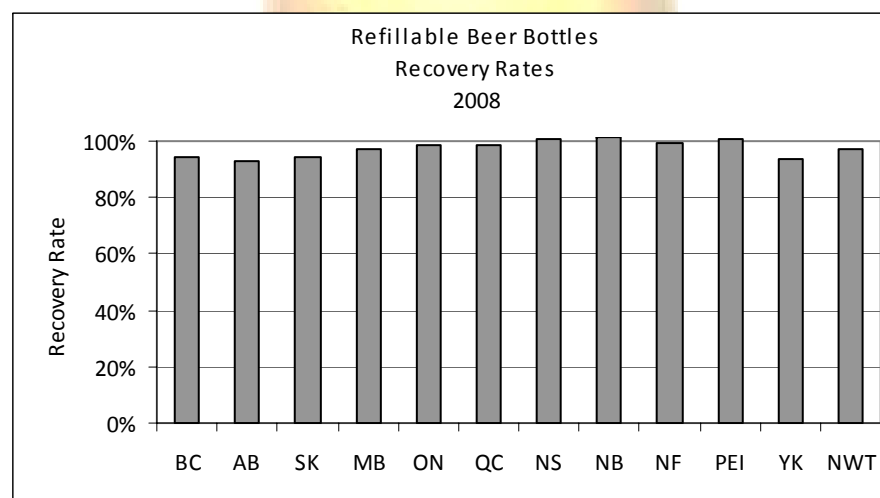 Refillable Beer Bottles
Recovery Rates
2008
100%
80%
60%
40%
20%
0%
Recovery Rate
BC AB SK MB ON QC NS NB NF PEI YK NWT